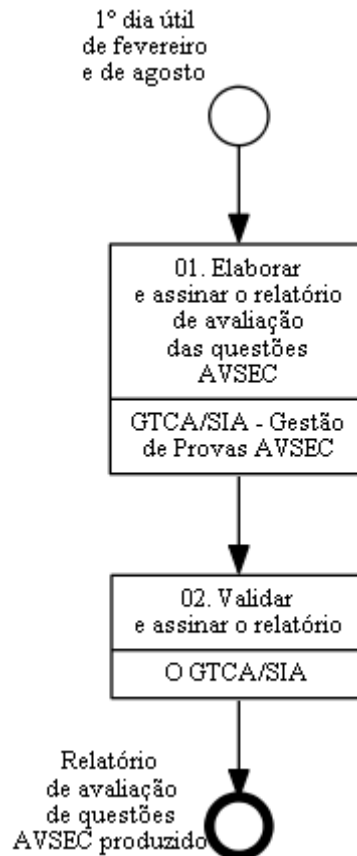 1º dia útil
de fevereiro
e de agosto
01. Elaborar
e assinar o relatório
de avaliação
das questões
AVSEC
GTCA/SIA - Gestão
de Provas AVSEC
02. Validar
e assinar o relatório
O GTCA/SIA
Relatório
de avaliação
de questões
AVSEC produzido